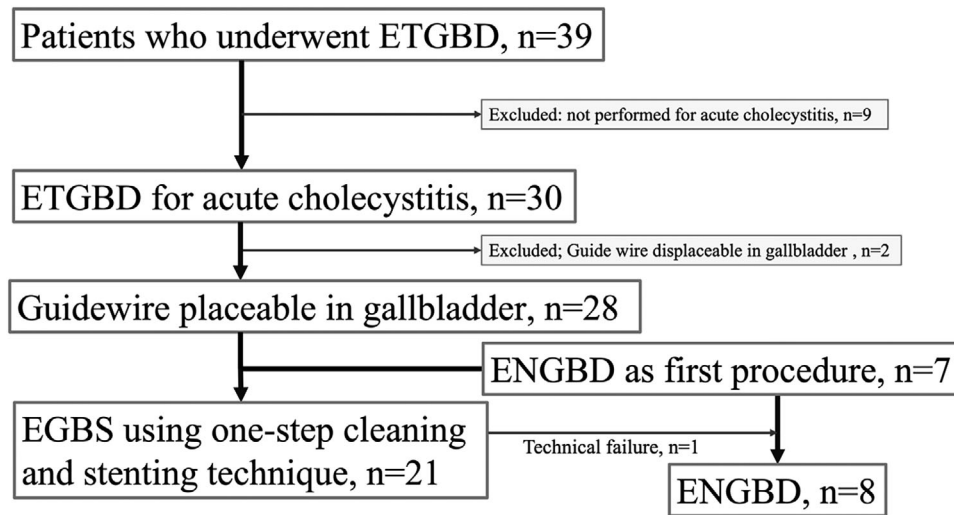 Patients who underwent ETGBD, n=39
Excluded: not performed for acute cholecystitis, n=9
ETGBD for acute cholecystitis, n=30
Excluded; Guide wire displaceable in gallbladder , n=2
Guidewire placeable in gallbladder, n=28
ENGBD as first procedure, n=7
EGBS using one-step cleaning
and stenting technique, n=21
Technical failure, n=1
ENGBD, n=8